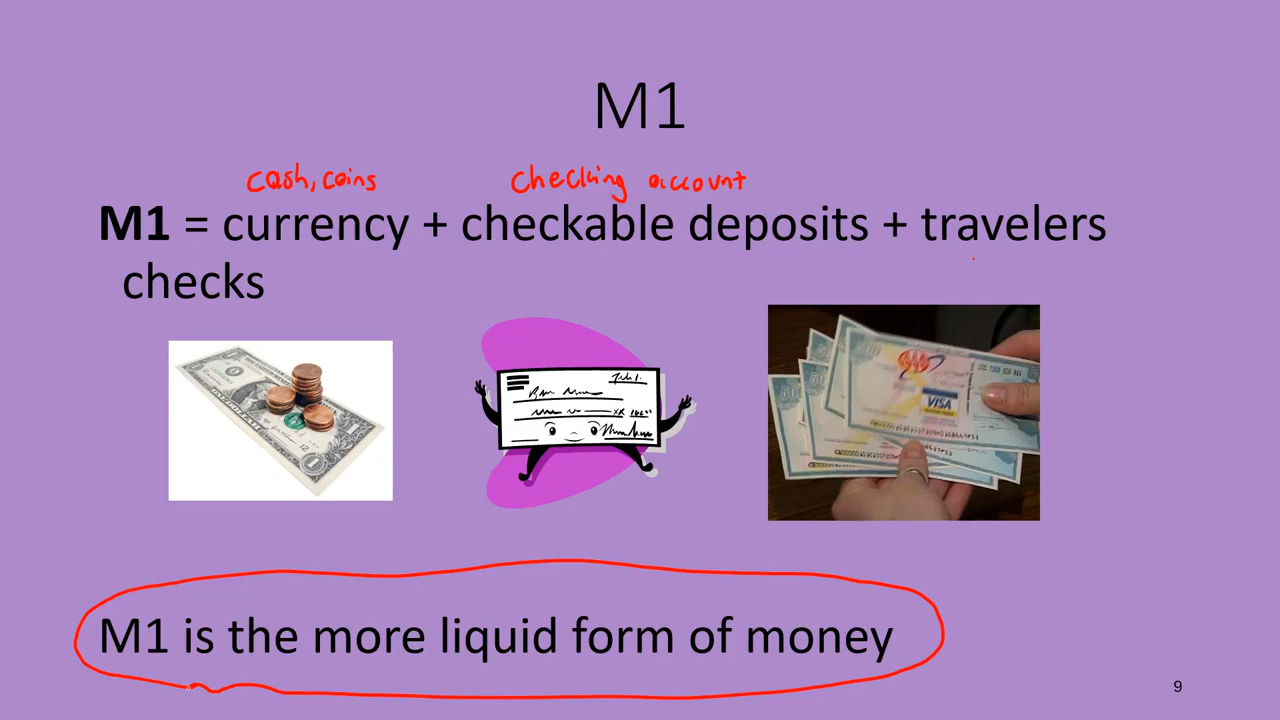 M1
cash, coins checking account
M1 = currency + checkable deposits + travelers
checks
VISA
M1 is the more liquid form of money
9